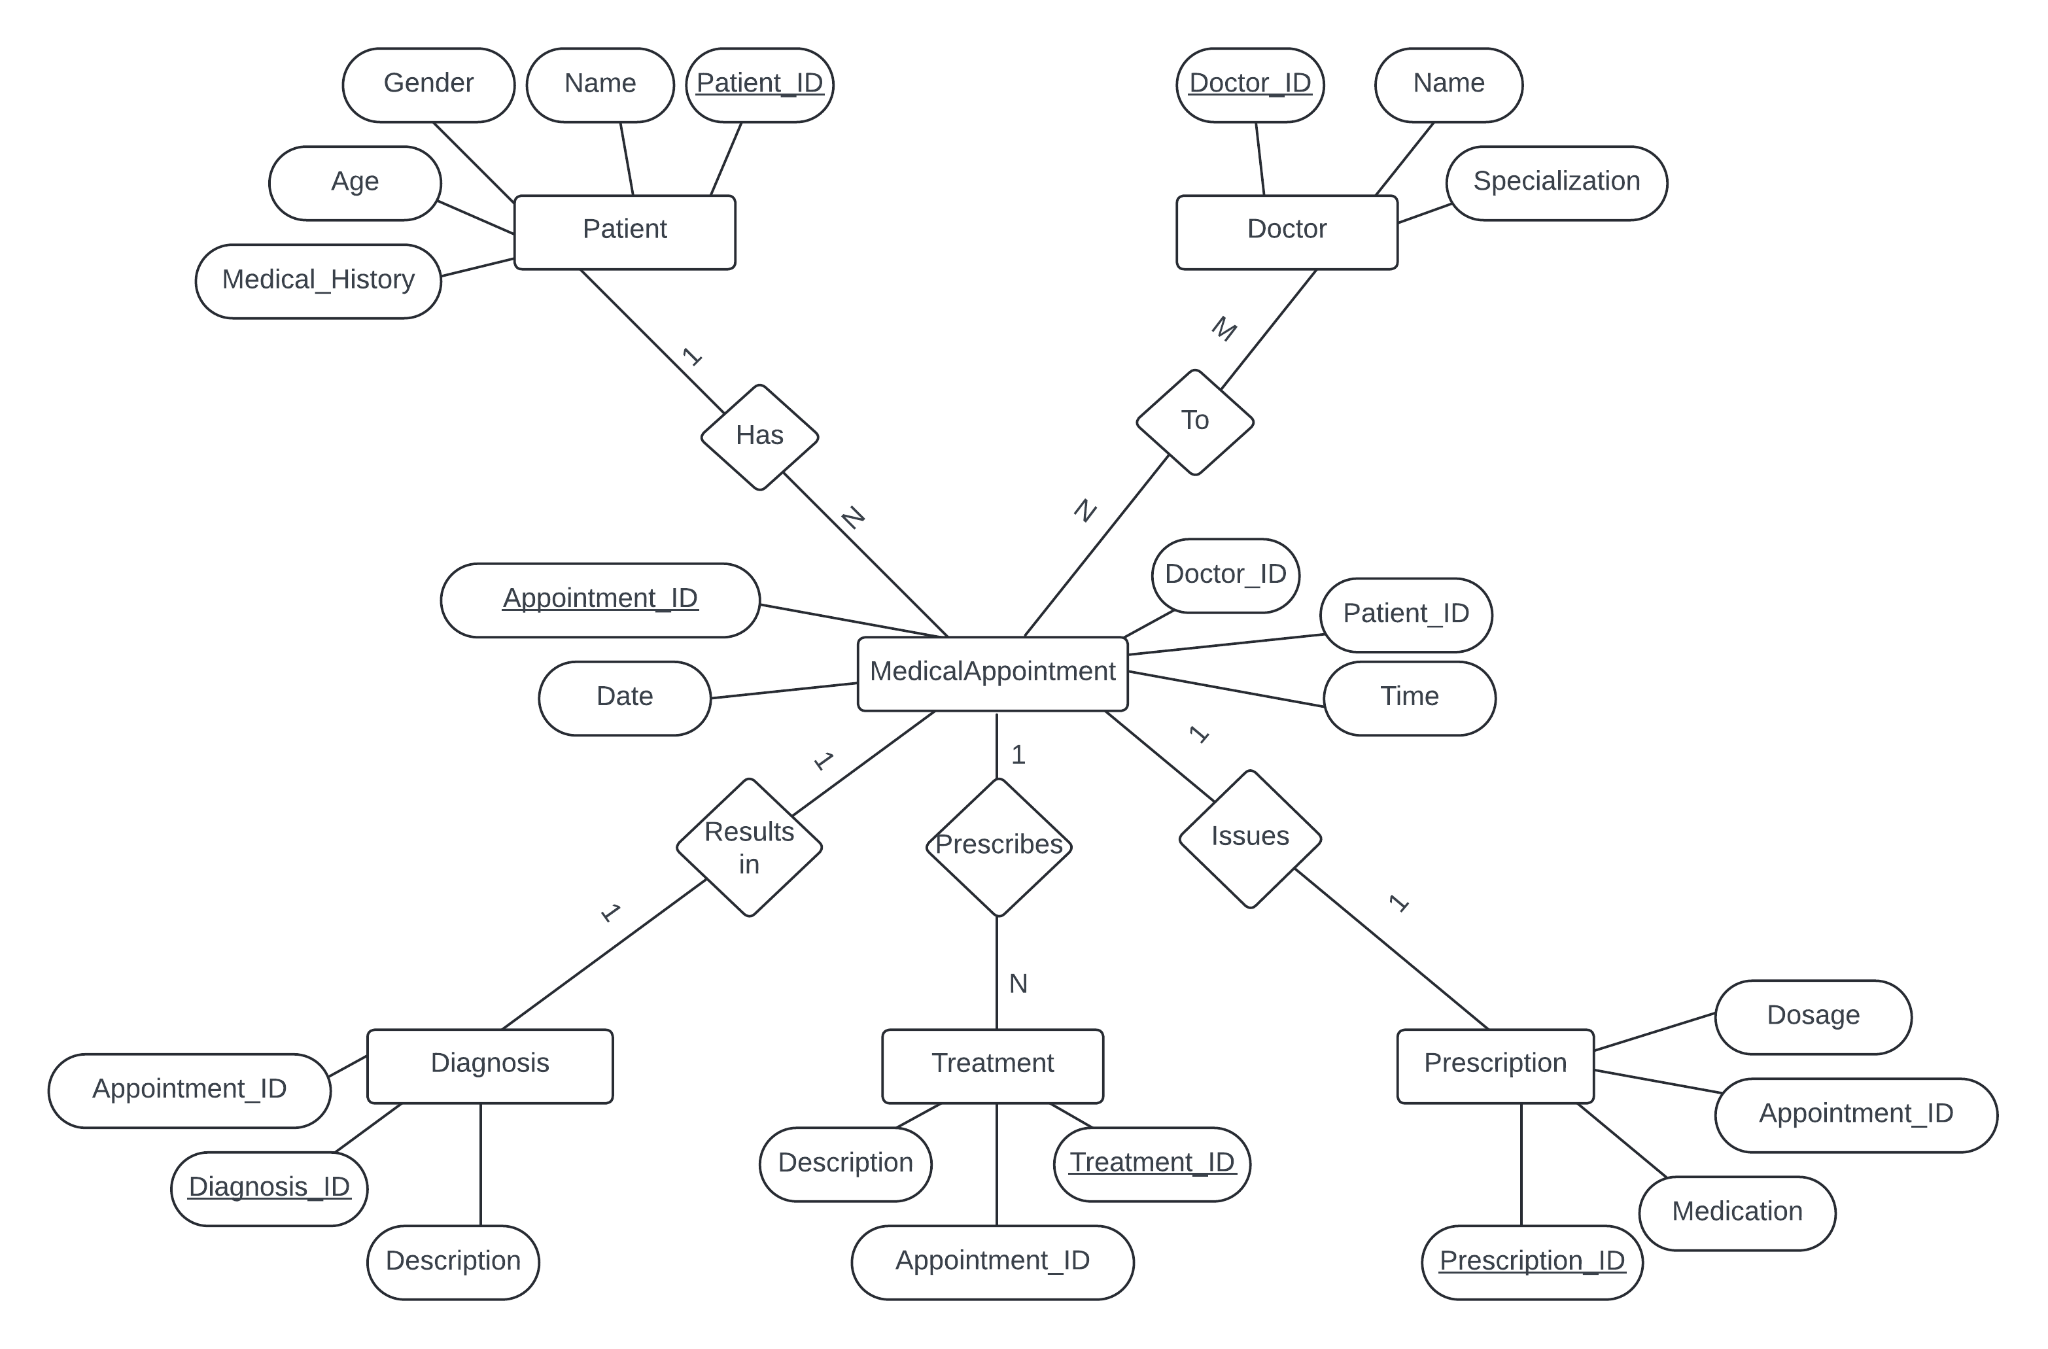 Gender
Name
Patient_ID
Doctor_ID
Name
Age
Specialization
Patient
Doctor
Medical_History
1
M
Has
To
N
N
Doctor_ID
Appointment_ID
Patient_ID
MedicalAppointment
Date
Time
1
1
1
Results
in
Prescribes
Issues
1
1
N
Dosage
Diagnosis
Treatment
Prescription
Appointment_ID
Appointment_ID
Description
Treatment_ID
Diagnosis_ID
Medication
Description
Appointment_ID
Prescription_ID